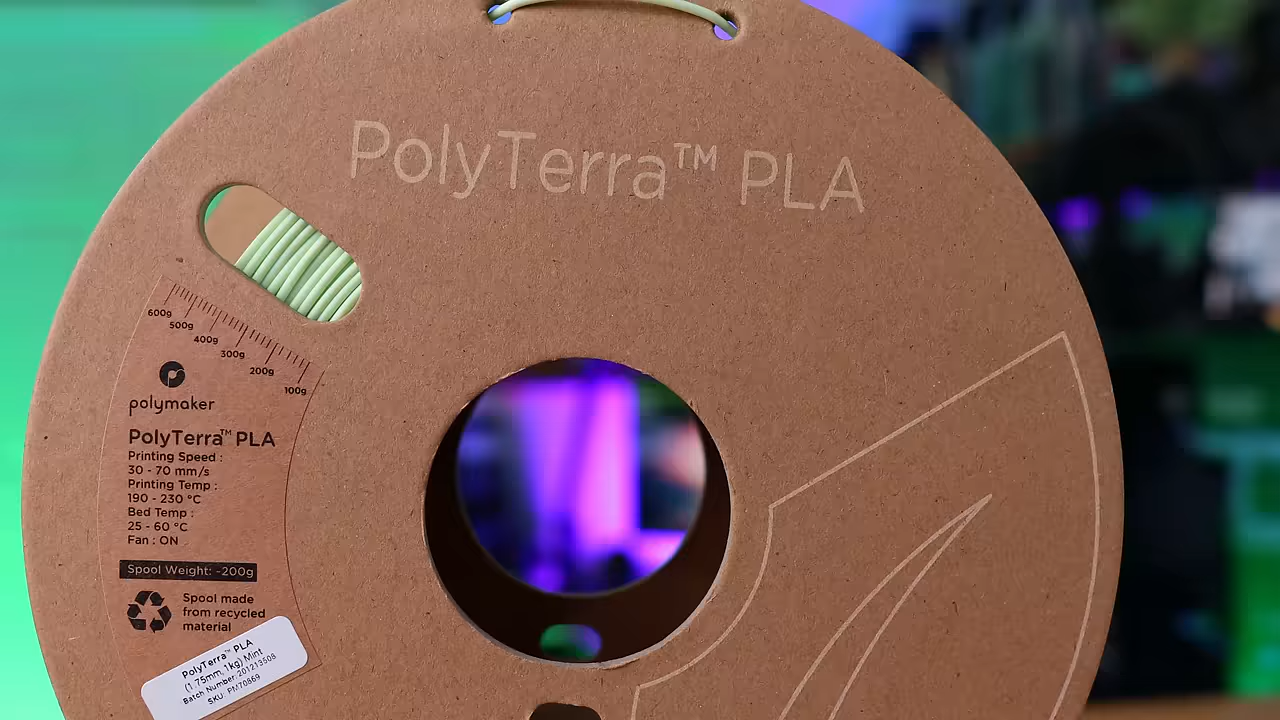 PolyTerra™ PLA
600g
500g
400g
300g
200g
100g
polymaker
PolyTerra™ PLA
Printing Speed :
30 - 70 mm/s
Printing Temp :
190 - 230 °C
Bed Temp :
25 - 60 °C
Fan : ON
Spool Weight: ~200g
Spool made
from recycled
material
PolyTerra™ PLA
(1.75mm, 1kg) Mint
Batch Number:201213508
SKU: PM70869